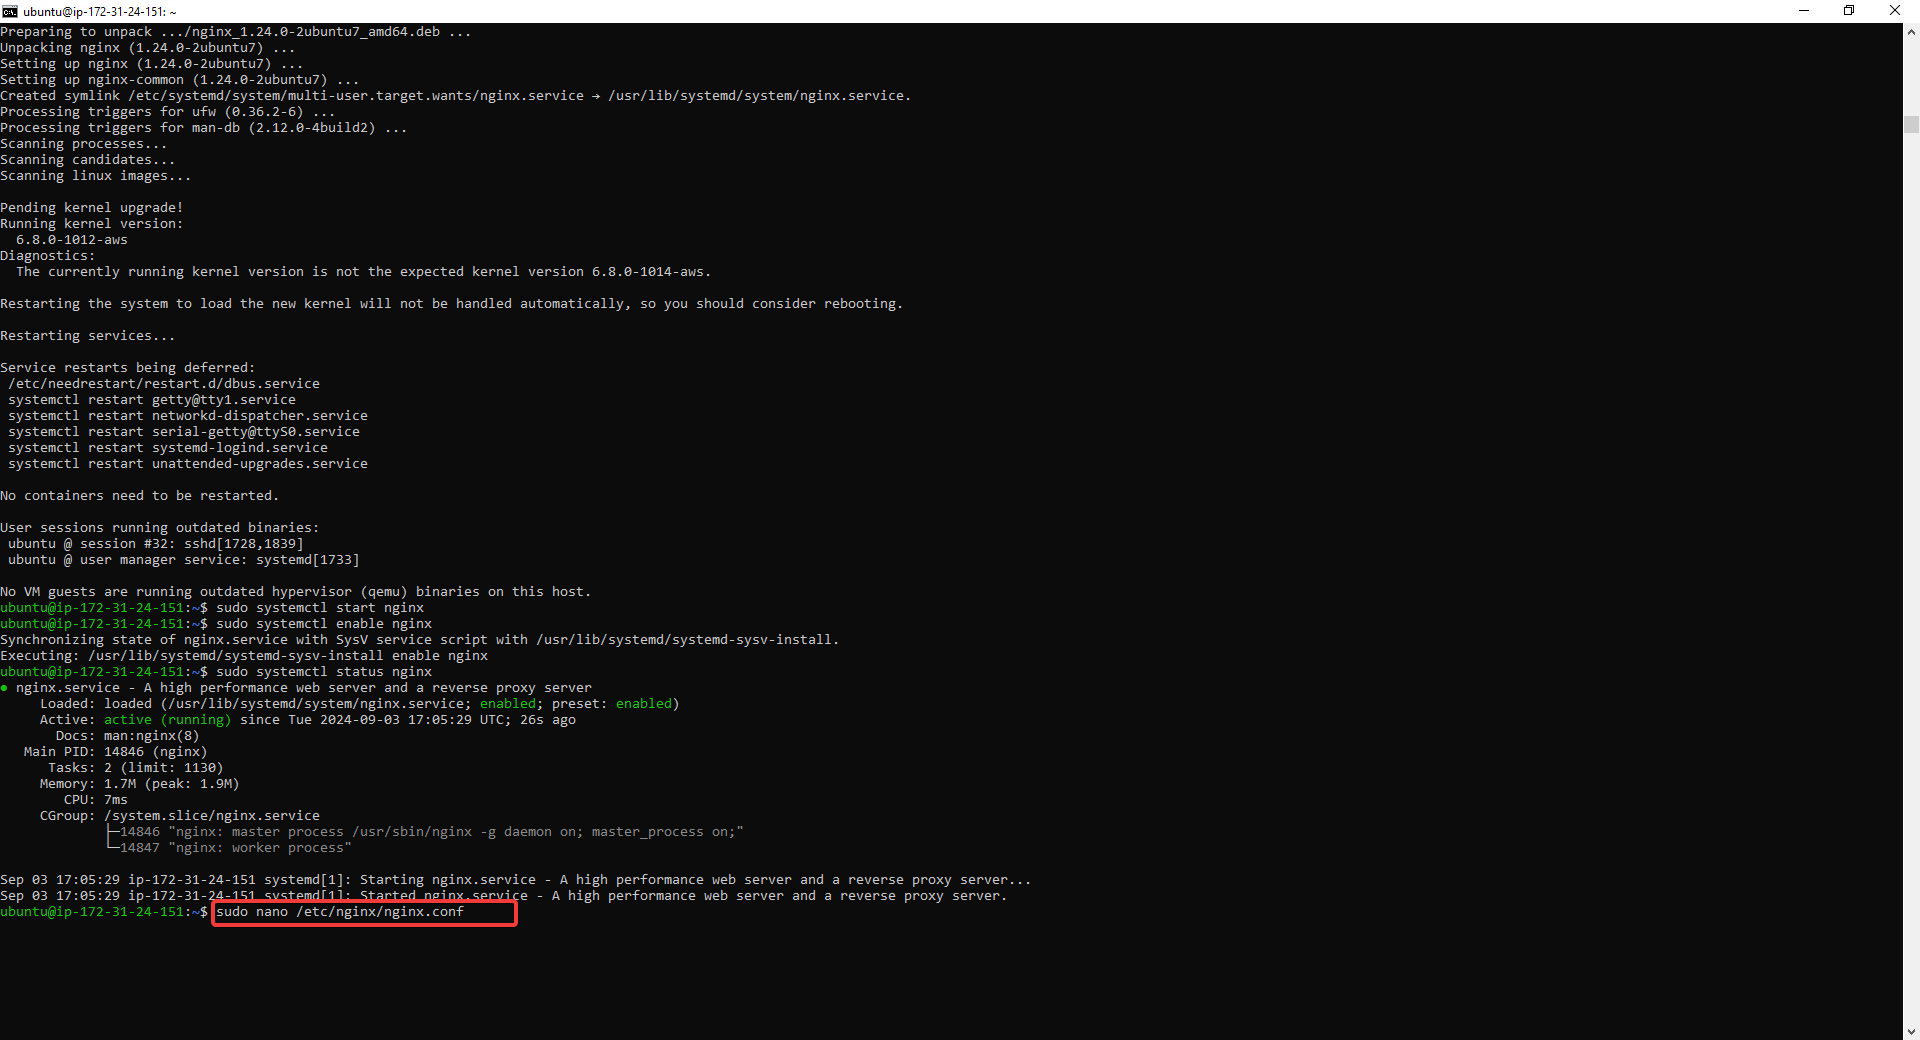 ubuntu@ip-172-31-24-151: ~
Preparing to unpack .../nginx_1.24.0-2ubuntu7_amd64.deb ...
Unpacking nginx (1.24.0-2ubuntu7) ...
Setting up nginx (1.24.0-2ubuntu7) ...
Setting up nginx-common (1.24.0-2ubuntu7) ...
Created symlink /etc/systemd/system/multi-user.target.wants/nginx.service → /usr/lib/systemd/system/nginx.service.
Processing triggers for ufw (0.36.2-6) ...
Processing triggers for man-db (2.12.0-4build2) ...
Scanning processes...
Scanning candidates...
Scanning linux images...

Pending kernel upgrade!
Running kernel version:
  6.8.0-1012-aws
Diagnostics:
  The currently running kernel version is not the expected kernel version 6.8.0-1014-aws.

Restarting the system to load the new kernel will not be handled automatically, so you should consider rebooting.

Restarting services...

Service restarts being deferred:
 /etc/needrestart/restart.d/dbus.service
 systemctl restart getty@tty1.service
 systemctl restart networkd-dispatcher.service
 systemctl restart serial-getty@ttyS0.service
 systemctl restart systemd-logind.service
 systemctl restart unattended-upgrades.service

No containers need to be restarted.

User sessions running outdated binaries:
 ubuntu @ session #32: sshd[1728,1839]
 ubuntu @ user manager service: systemd[1733]

No VM guests are running outdated hypervisor (qemu) binaries on this host.
ubuntu@ip-172-31-24-151:~$ sudo systemctl start nginx
ubuntu@ip-172-31-24-151:~$ sudo systemctl enable nginx
Synchronizing state of nginx.service with SysV service script with /usr/lib/systemd/systemd-sysv-install.
Executing: /usr/lib/systemd/systemd-sysv-install enable nginx
ubuntu@ip-172-31-24-151:~$ sudo systemctl status nginx
● nginx.service - A high performance web server and a reverse proxy server
     Loaded: loaded (/usr/lib/systemd/system/nginx.service; enabled; preset: enabled)
     Active: active (running) since Tue 2024-09-03 17:05:29 UTC; 26s ago
       Docs: man:nginx(8)
   Main PID: 14846 (nginx)
      Tasks: 2 (limit: 1130)
     Memory: 1.7M (peak: 1.9M)
        CPU: 7ms
     CGroup: /system.slice/nginx.service
             ├─14846 "nginx: master process /usr/sbin/nginx -g daemon on; master_process on;"
             └─14847 "nginx: worker process"

Sep 03 17:05:29 ip-172-31-24-151 systemd[1]: Starting nginx.service - A high performance web server and a reverse proxy server...
Sep 03 17:05:29 ip-172-31-24-151 systemd[1]: Started nginx.service - A high performance web server and a reverse proxy server.
ubuntu@ip-172-31-24-151:~$ sudo nano /etc/nginx/nginx.conf